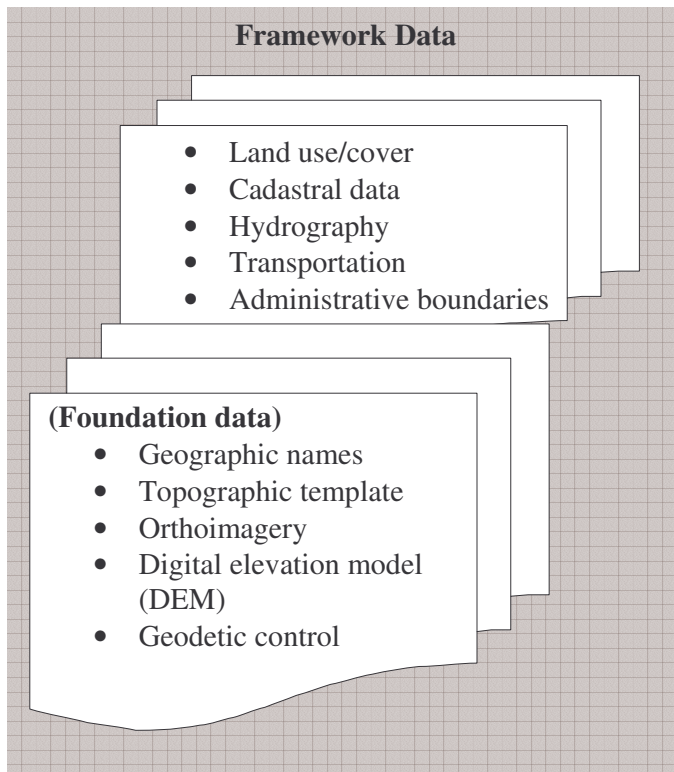 Framework Data
• Land use/cover
• Cadastral data
• Hydrography
• Transportation
• Administrative boundaries
(Foundation data)
• Geographic names
• Topographic template
• Orthoimagery
• Digital elevation model
(DEM)
• Geodetic control